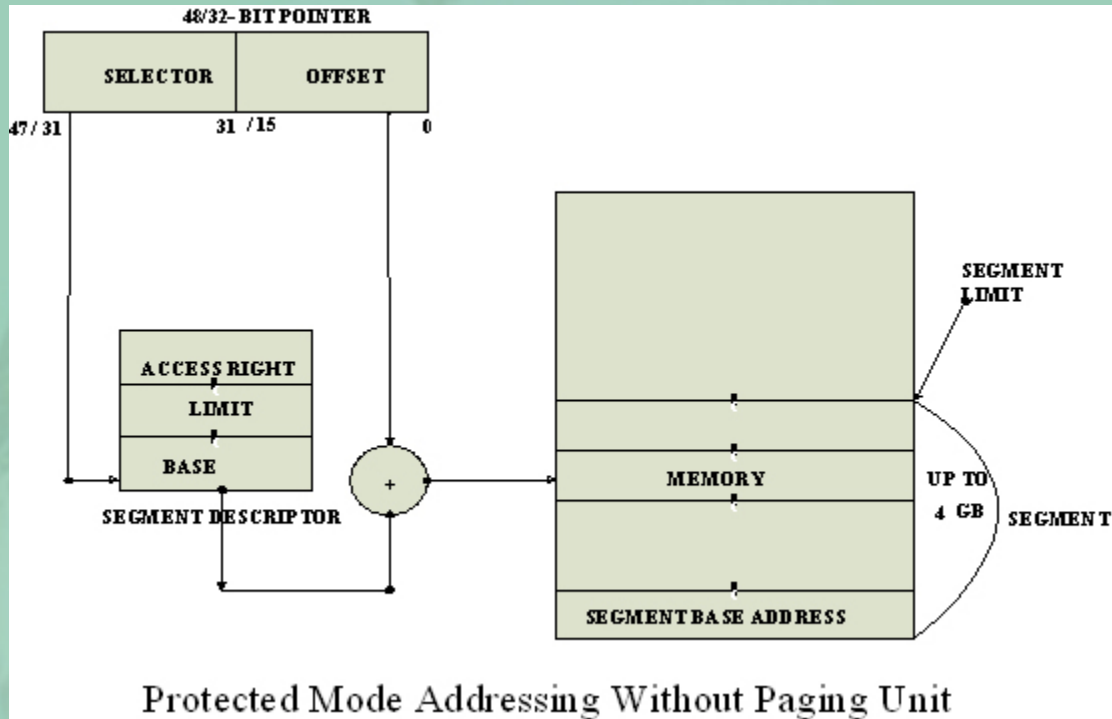 48/32-BIT POINTER
SELECTOR
OFFSET
47/31
31 /15
0
SEGMENT
LIMIT
ACCESS RIGHT
LIMIT
BASE
+
MEMORY
UP TO
4 GB
SEGMENT
SEGMENT DESCRIPTOR
SEGMENT BASE ADDRESS
Protected Mode Addressing Without Paging Unit